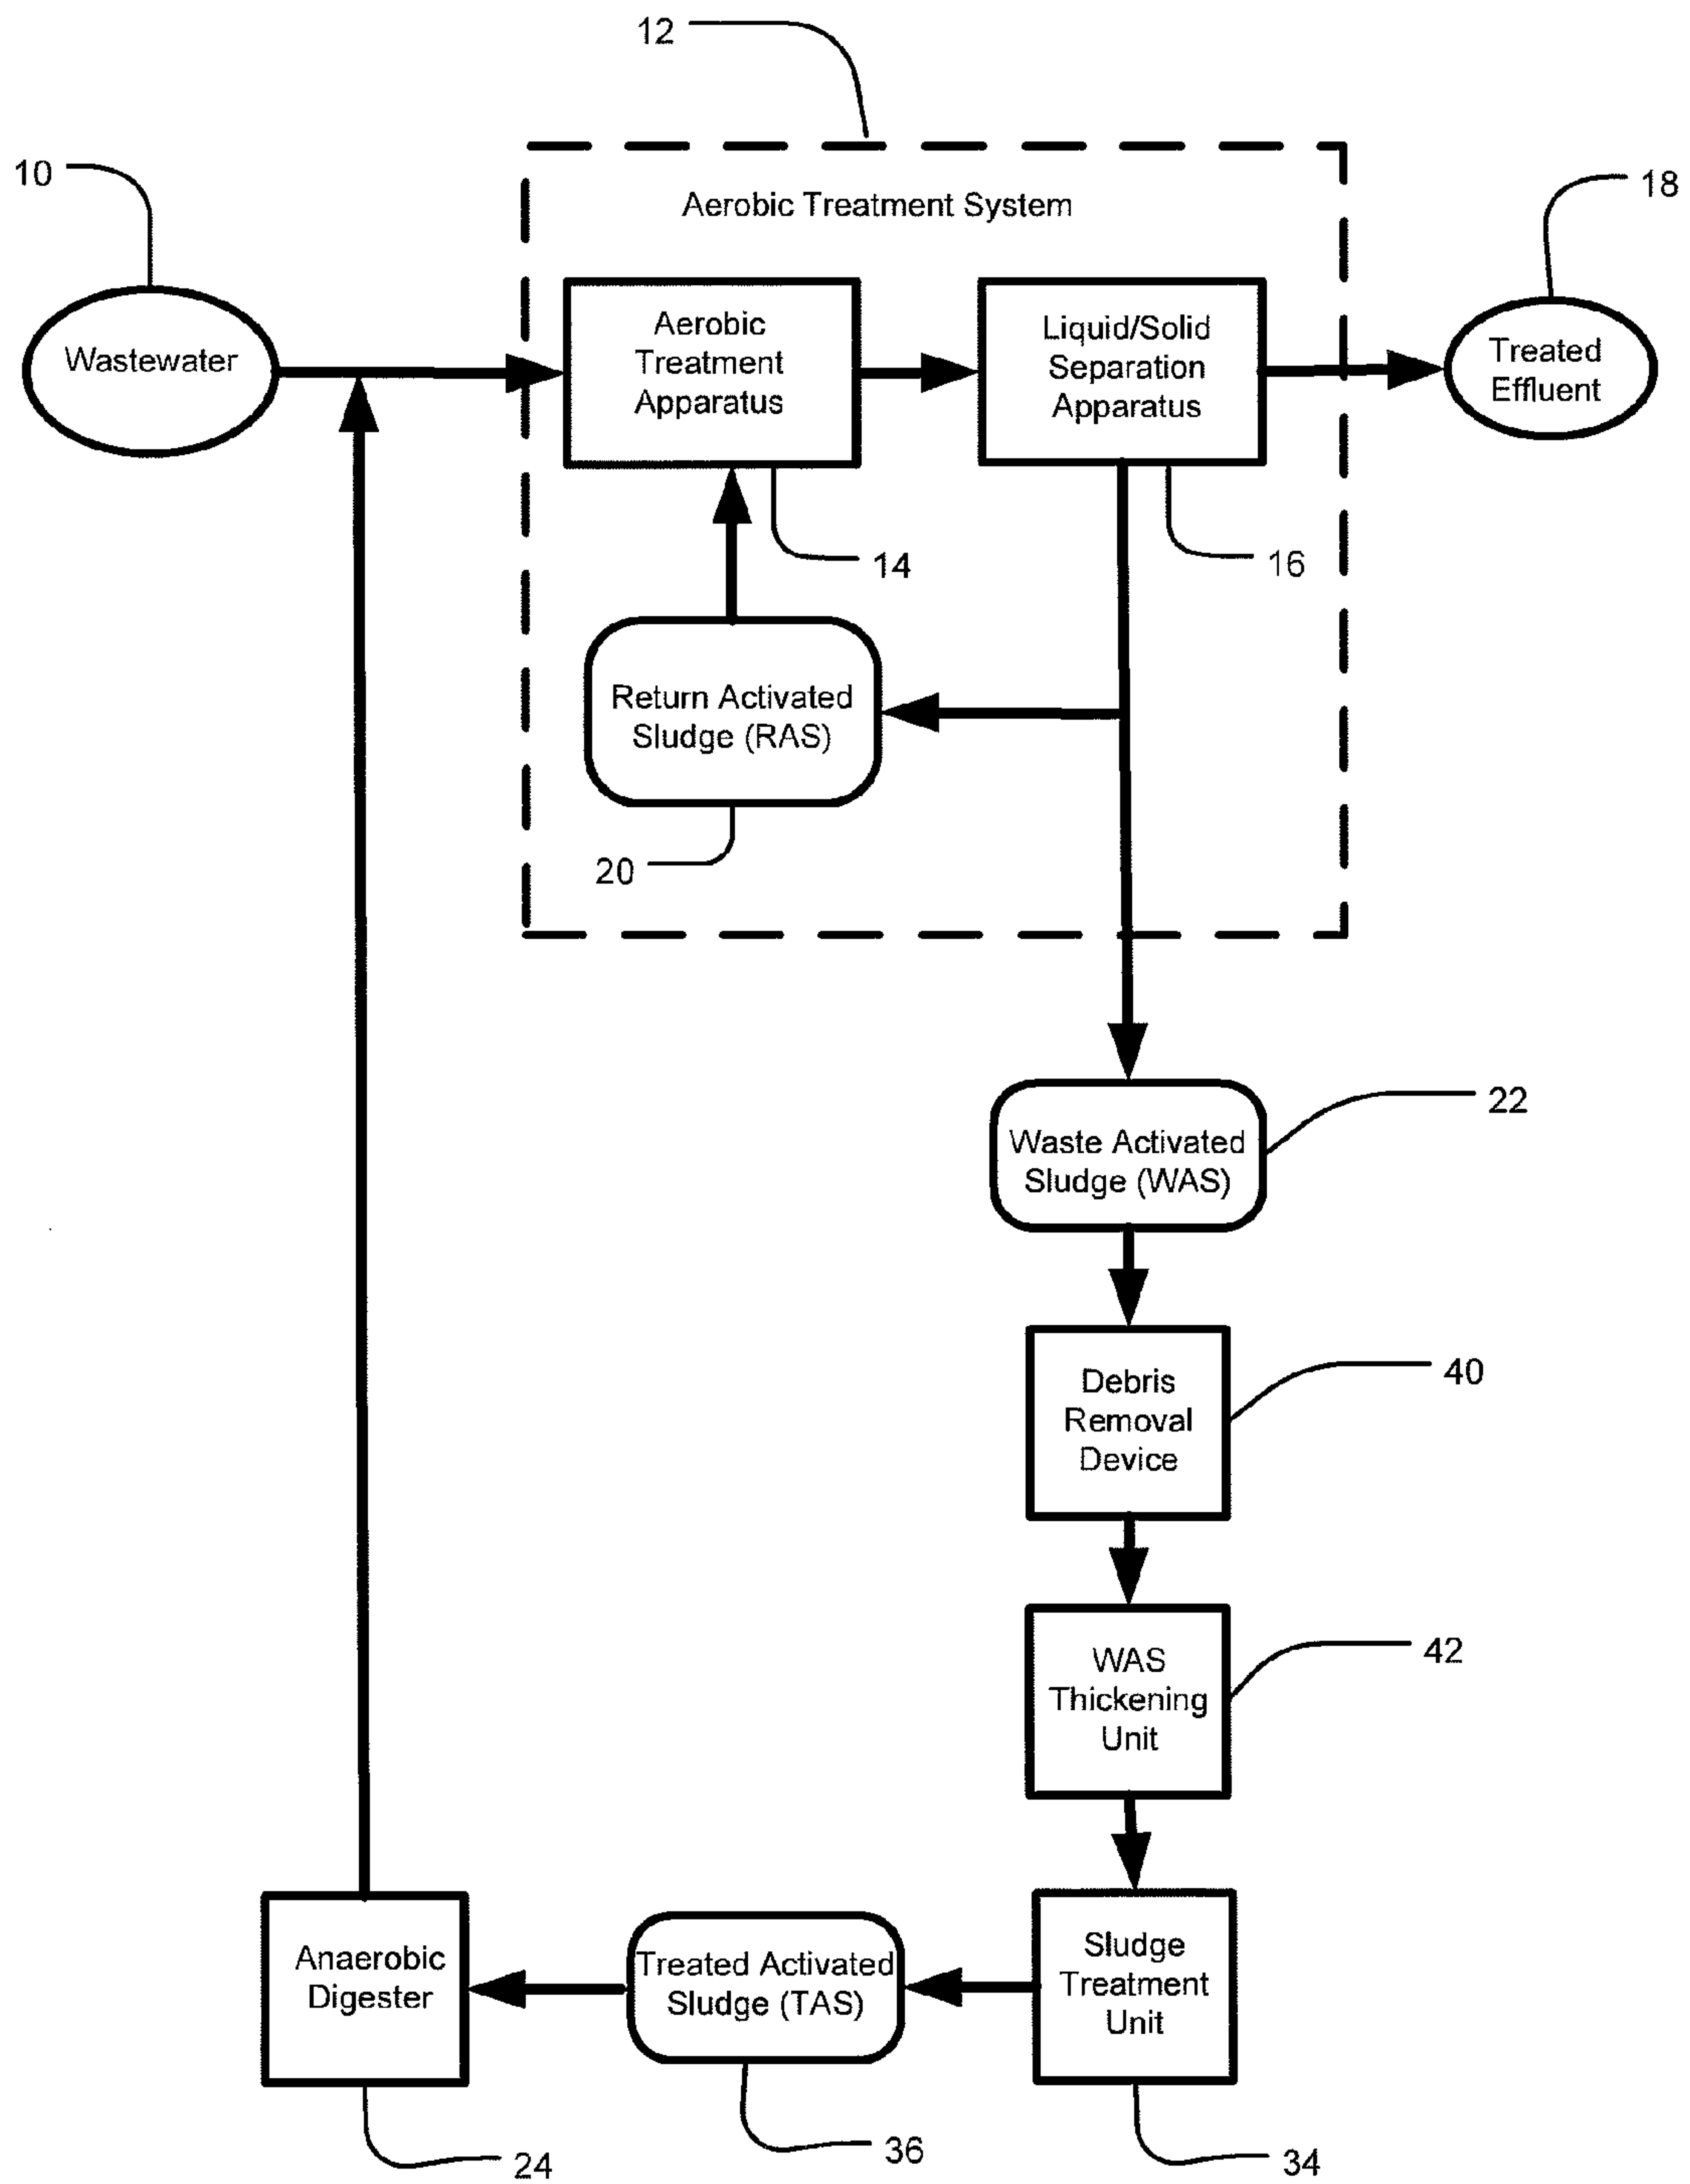 12
10
18
Aerobic Treatment System
Wastewater
Aerobic
Treatment
Apparatus
Liquid/Solid
Separation
Apparatus
Treated
Effluent
14
16
Return Activated
Sludge (RAS)
20
22
Waste Activated
Sludge (WAS)
40
Debris
Removal
Device
42
WAS
Thickening
Unit
Anaerobic
Digester
Treated Activated
Sludge (TAS)
Sludge
Treatment
Unit
24
36
34